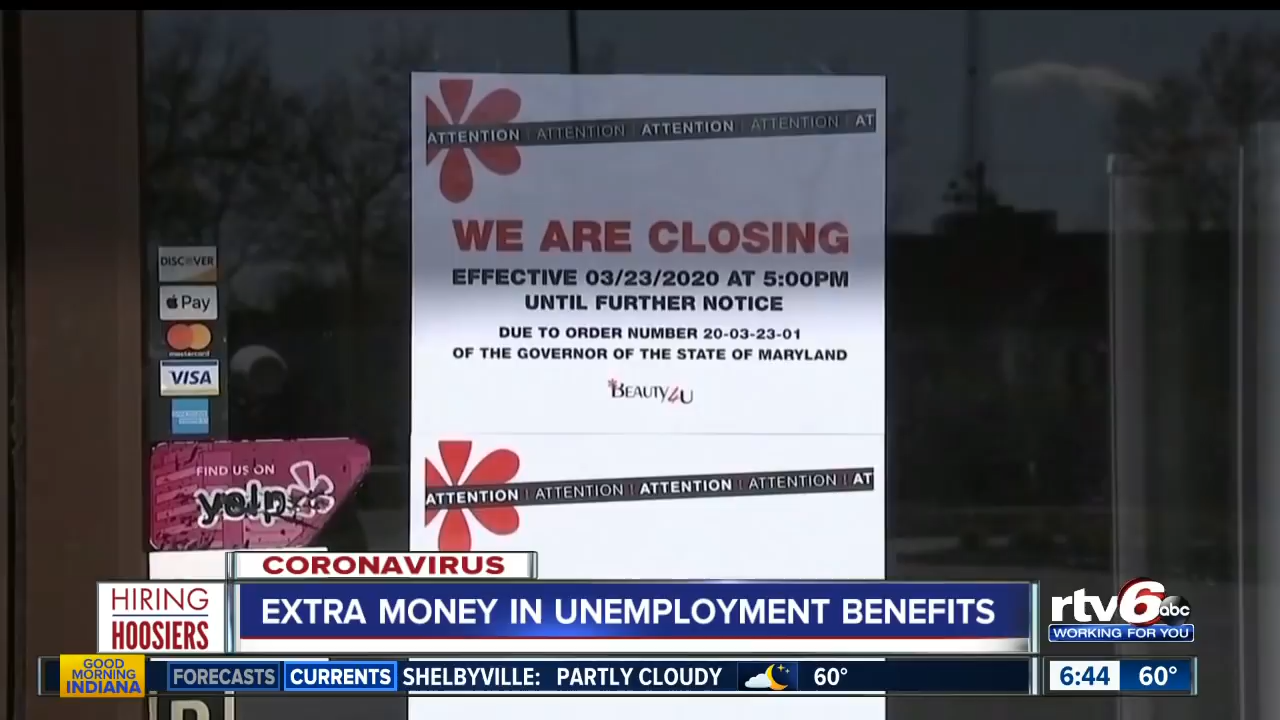 ATTENTION ! ATTENTION ! ATTENTION ! ATTENTION ! AT
WE ARE CLOSING
EFFECTIVE 03/23/2020 AT 5:00PM
UNTIL FURTHER NOTICE
DUE TO ORDER NUMBER 20-03-23-01
OF THE GOVERNOR OF THE STATE OF MARYLAND
BEAUTY4U
DISCOVER
Pay
mastercard
VISA
FIND US ON
yelp
ATTENTION ! ATTENTION ! ATTENTION ! ATTENTION ! AT
CORONAVIRUS
HIRING
HOOSIERS
EXTRA MONEY IN UNEMPLOYMENT BENEFITS
rtv6 abc
WORKING FOR YOU
GOOD
MORNING
INDIANA
FORECASTS CURRENTS SHELBYVILLE: PARTLY CLOUDY 60°
6:44 60°